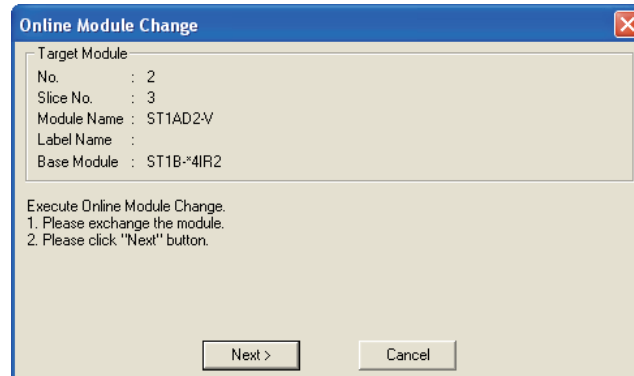 Online Module Change
Target Module
No. : 2
Slice No. : 3
Module Name : ST1AD2-V
Label Name :
Base Module : ST1B-*4IR2
Execute Online Module Change.
1. Please exchange the module.
2. Please click "Next" button.
Next > Cancel